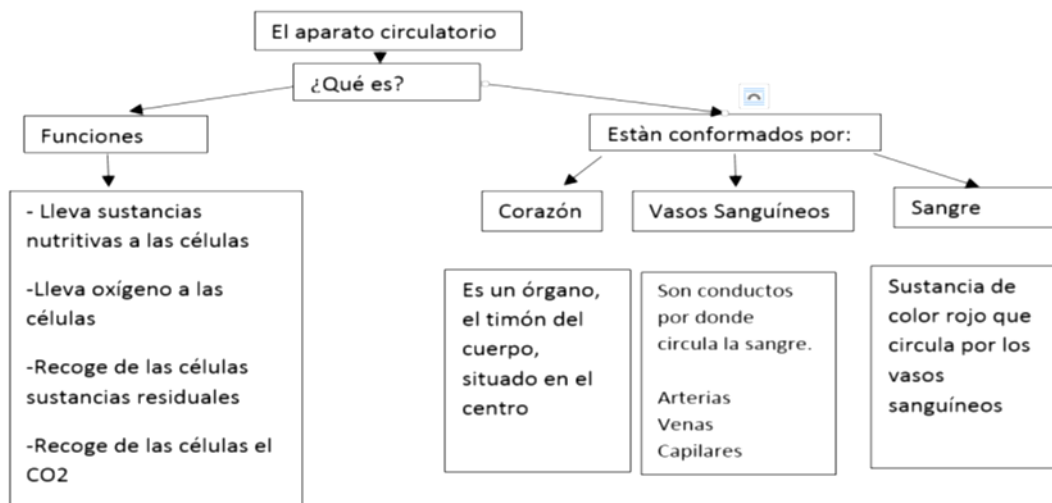 El aparato circulatorio
¿Qué es?
Funciones
- Lleva sustancias
nutritivas a las células
-Lleva oxígeno a las
células
-Recoge de las células
sustancias residuales
-Recoge de las células el
CO2
Estàn conformados por:
Corazón
Es un órgano,
el timón del
cuerpo,
situado en el
centro
Vasos Sanguíneos
Son conductos
por donde
circula la sangre.
Arterias
Venas
Capilares
Sangre
Sustancia de
color rojo que
circula por los
vasos
sanguíneos